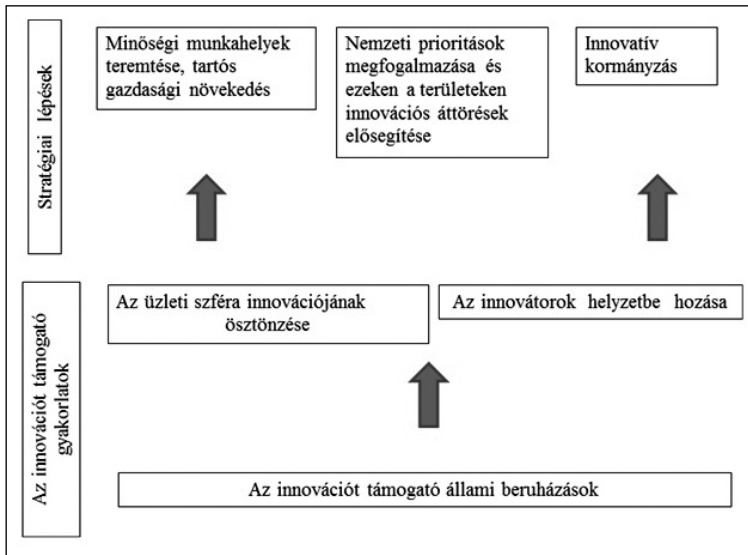 Stratégiai lépések
Minőségi munkahelyek
teremtése, tartós
gazdasági növekedés
Nemzeti prioritások
megfogalmazása és
ezeken a területeken
innovációs áttörések
elősegítése
Innovatív
kormányzás
Az innovációt támogató
gyakorlatok
Az üzleti szféra innovációjának
ösztönzése
Az innovátorok helyzetbe hozása
Az innovációt támogató állami beruházások